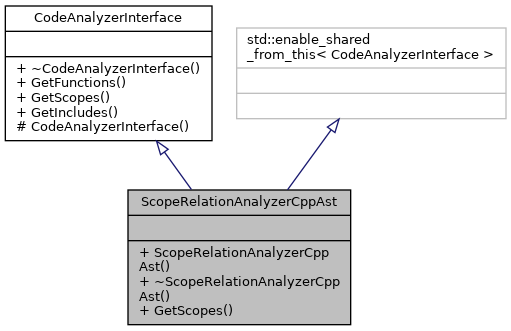 CodeAnalyzerInterface
+ ~CodeAnalyzerInterface()
+ GetFunctions()
+ GetScopes()
+ GetIncludes()
# CodeAnalyzerInterface()
std::enable_shared
_from_this< CodeAnalyzerInterface >
ScopeRelationAnalyzerCppAst
+ ScopeRelationAnalyzerCpp
Ast()
+ ~ScopeRelationAnalyzerCpp
Ast()
+ GetScopes()